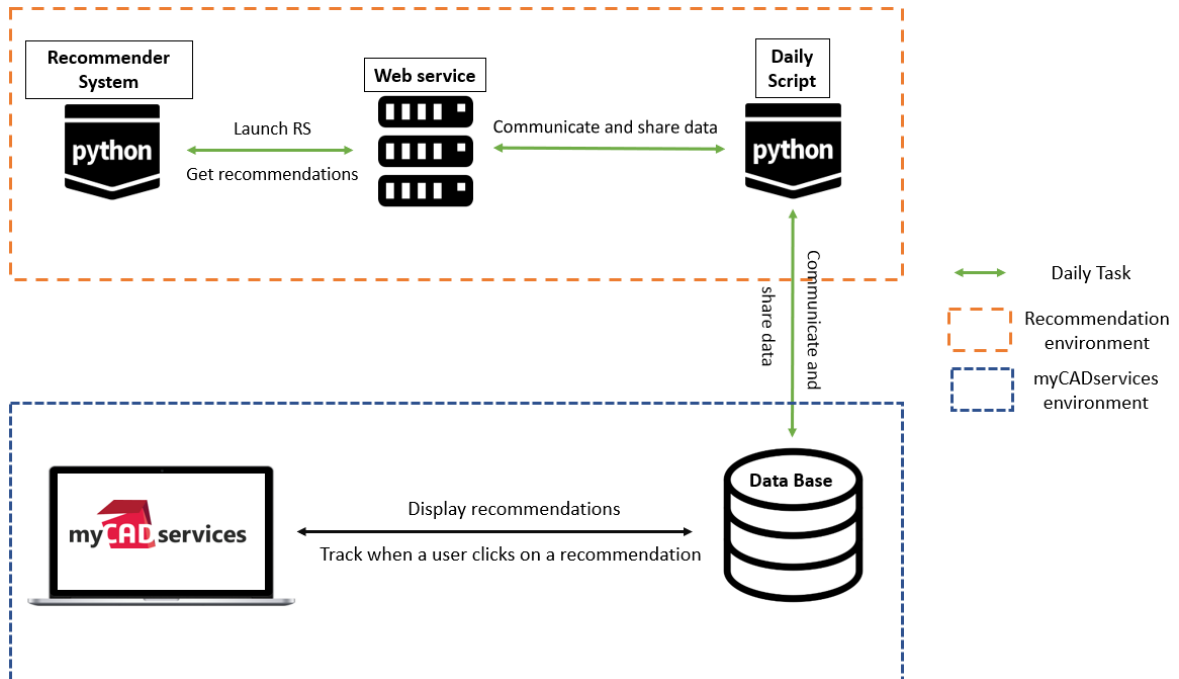 Recommender
System
python
Launch RS
Get recommendations
Web service
Communicate and share data
Daily
Script
python
Communicate and
share data
Daily Task
Recommendation
environment
myCADservices
environment
myCADservices
Display recommendations
Track when a user clicks on a recommendation
Data Base